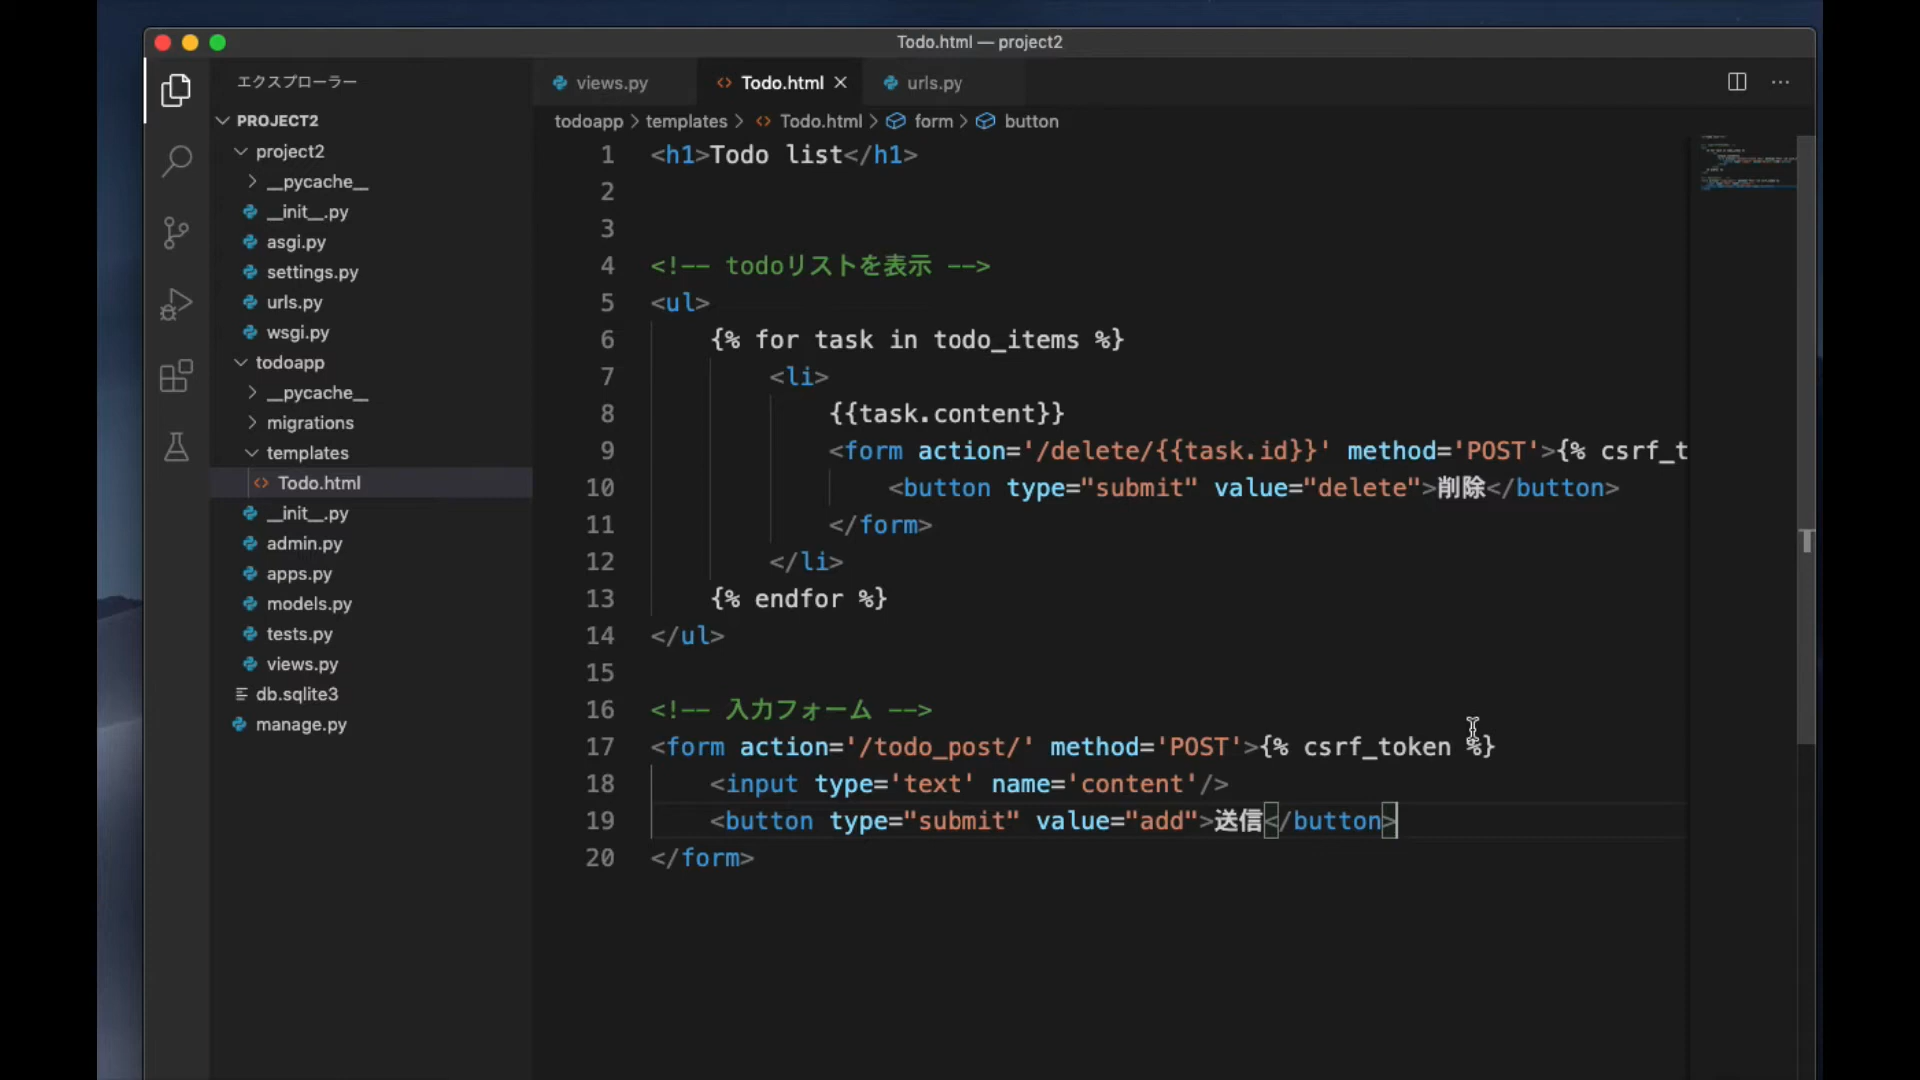 Todo.html — project2
エクスプローラー
views.py
Todo.html
urls.py
todoapp > templates > Todo.html > form > button
PROJECT2
project2
__pycache__
__init__.py
asgi.py
settings.py
urls.py
wsgi.py
todoapp
__pycache__
migrations
templates
Todo.html
__init__.py
admin.py
apps.py
models.py
tests.py
views.py
db.sqlite3
manage.py
1 <h1>Todo list</h1>
2
3
4 <!-- todoリストを表示 -->
5 <ul>
6 {% for task in todo_items %}
7 <li>
8 {{task.content}}
9 <form action='/delete/{{task.id}}' method='POST'>{% csrf_t
10 <button type="submit" value="delete">削除</button>
11 </form>
12 </li>
13 {% endfor %}
14 </ul>
15
16 <!-- 入力フォーム -->
17 <form action='/todo_post/' method='POST'>{% csrf_token %}
18 <input type='text' name='content'/>
19 <button type="submit" value="add">送信</button>
20 </form>